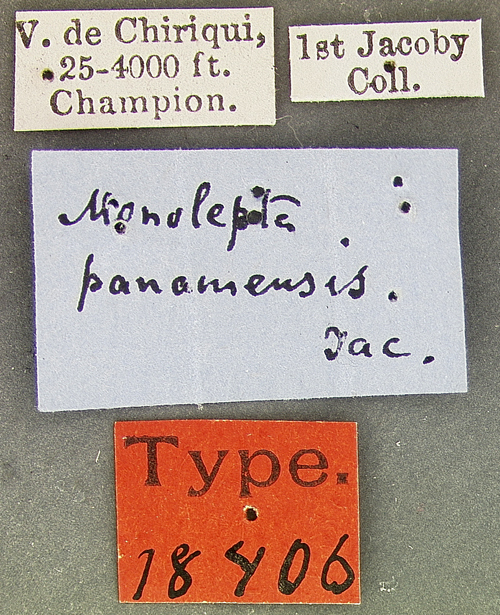 V. de Chiriqui,
25-4000 ft.
Champion.
1st Jacoby
Coll.
Monolepta
panamensis.
Jac.
Type.
18406